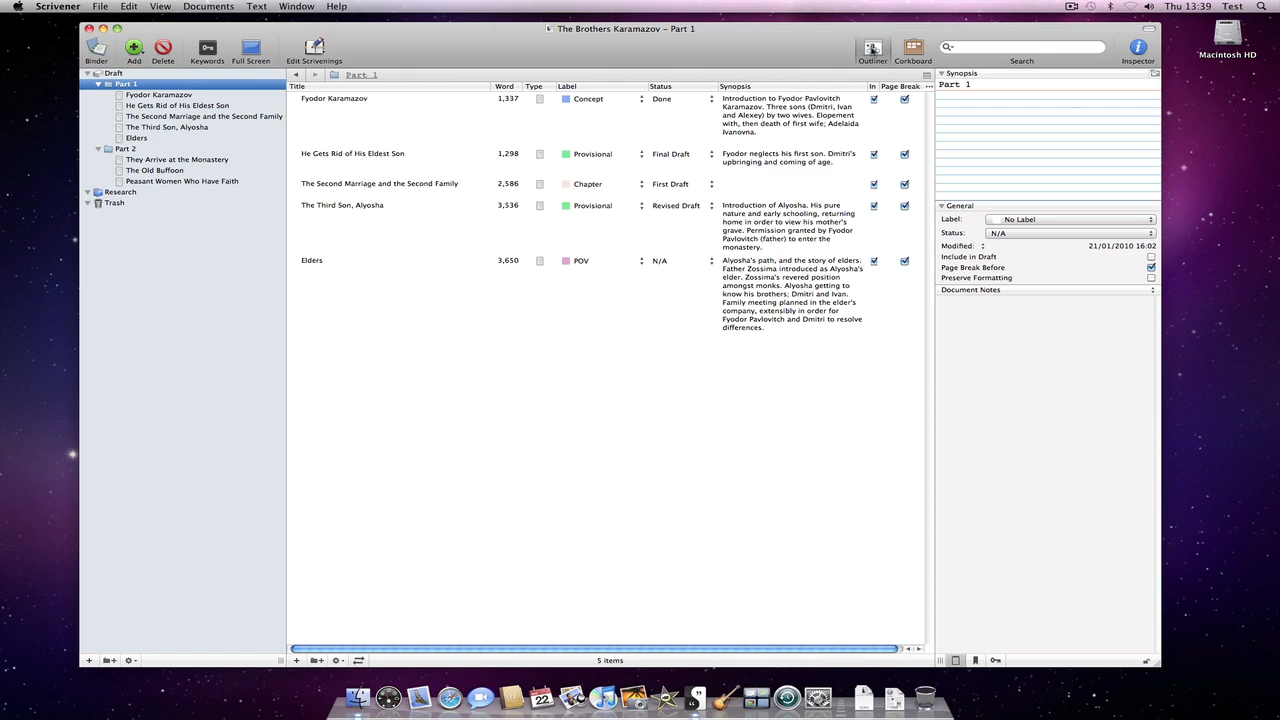 Scrivener File Edit View Documents Text Window Help Thu 13:39 Test
The Brothers Karamazov – Part 1
Macintosh HD
Binder Add Delete Keywords Full Screen Edit Scrivenings Outliner Corkboard Search Inspector
Draft
Part 1
Fyodor Karamazov
He Gets Rid of His Eldest Son
The Second Marriage and the Second Family
The Third Son, Alyosha
Elders
Part 2
They Arrive at the Monastery
The Old Buffoon
Peasant Women Who Have Faith
Research
Trash
Part 1
Title Word Type Label Status Synopsis In Page Break
Fyodor Karamazov 1,337 Concept Done Introduction to Fyodor Pavlovitch
Karamazov. Three sons (Dmitri, Ivan
and Alexey) by two wives. Elopement
with, then death of first wife; Adelaida
Ivanovna.
He Gets Rid of His Eldest Son 1,298 Provisional Final Draft Fyodor neglects his first son. Dmitri's
upbringing and coming of age.
The Second Marriage and the Second Family 2,586 Chapter First Draft
The Third Son, Alyosha 3,536 Provisional Revised Draft Introduction of Alyosha. His pure
nature and early schooling, returning
home in order to view his mother's
grave. Permission granted by Fyodor
Pavlovitch (father) to enter the
monastery.
Elders 3,650 POV N/A Alyosha's path, and the story of elders.
Father Zossima introduced as Alyosha's
elder. Zossima's revered position
amongst monks. Alyosha getting to
know his brothers; Dmitri and Ivan.
Family meeting planned in the elder's
company, extensibly in order for
Fyodor Pavlovitch and Dmitri to resolve
differences.
5 items
Synopsis
Part 1
General
Label: No Label
Status: N/A
Modified: 21/01/2010 16:02
Include in Draft
Page Break Before
Preserve Formatting
Document Notes
22